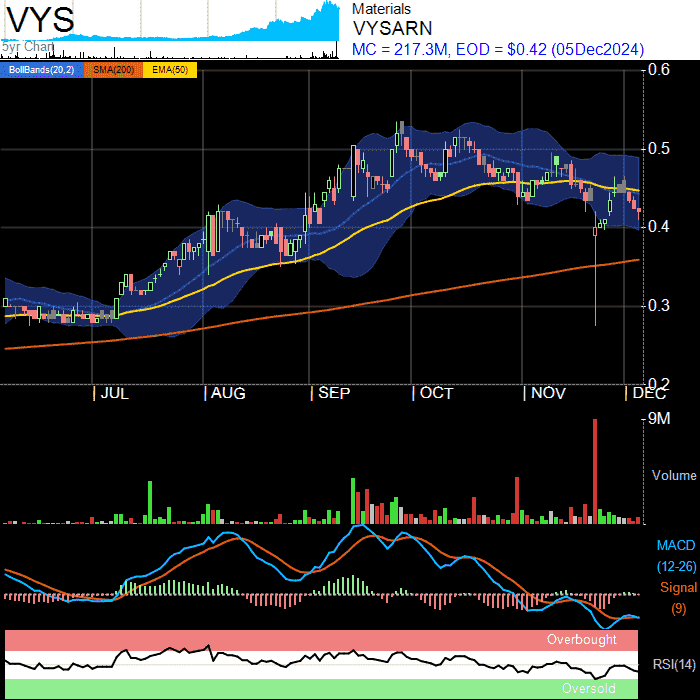 VYS
5yr Chart
Materials
VYSARN
MC = 217.3M, EOD = $0.42 (05Dec2024)
BollBands(20,2) SMA(200) EMA(50)
0.6
0.5
0.4
0.3
0.2
| JUL | AUG | SEP | OCT | NOV | DEC
9M
Volume
MACD
(12-26)
Signal
(9)
Overbought
RSI(14)
Oversold